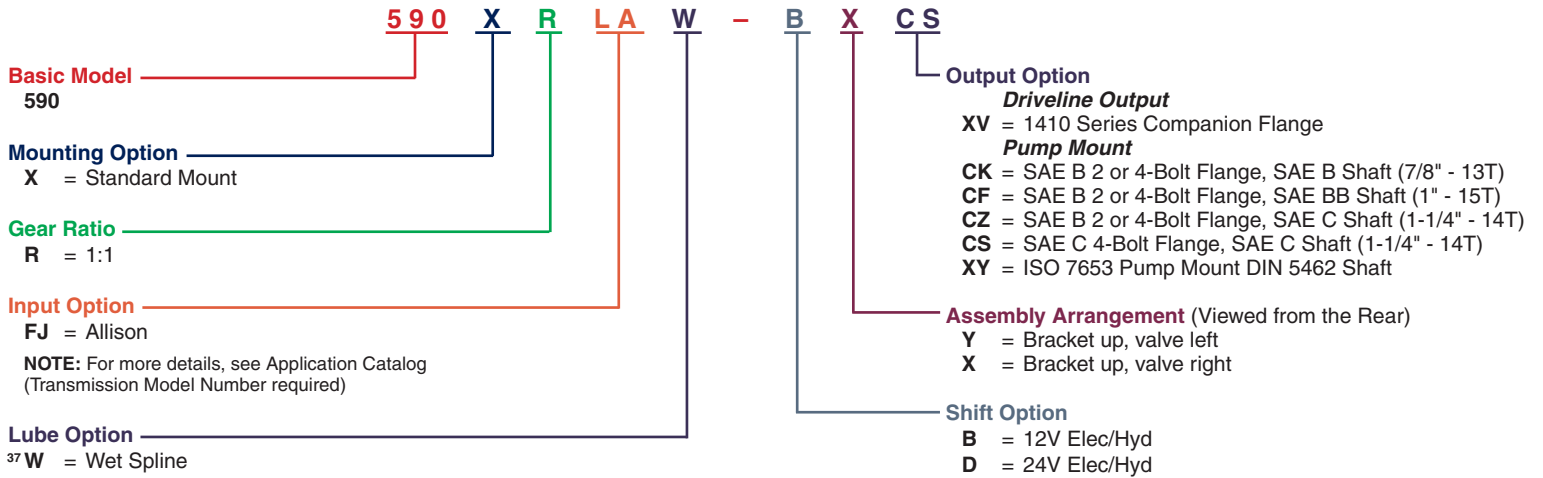 590 X R LA W - B X CS
Basic Model
590
Mounting Option
X = Standard Mount
Gear Ratio
R = 1:1
Input Option
FJ = Allison
NOTE: For more details, see Application Catalog
(Transmission Model Number required)
Lube Option
37 W = Wet Spline
Output Option
Driveline Output
XV = 1410 Series Companion Flange
Pump Mount
CK = SAE B 2 or 4-Bolt Flange, SAE B Shaft (7/8" - 13T)
CF = SAE B 2 or 4-Bolt Flange, SAE BB Shaft (1" - 15T)
CZ = SAE B 2 or 4-Bolt Flange, SAE C Shaft (1-1/4" - 14T)
CS = SAE C 4-Bolt Flange, SAE C Shaft (1-1/4" - 14T)
XY = ISO 7653 Pump Mount DIN 5462 Shaft
Assembly Arrangement (Viewed from the Rear)
Y = Bracket up, valve left
X = Bracket up, valve right
Shift Option
B = 12V Elec/Hyd
D = 24V Elec/Hyd